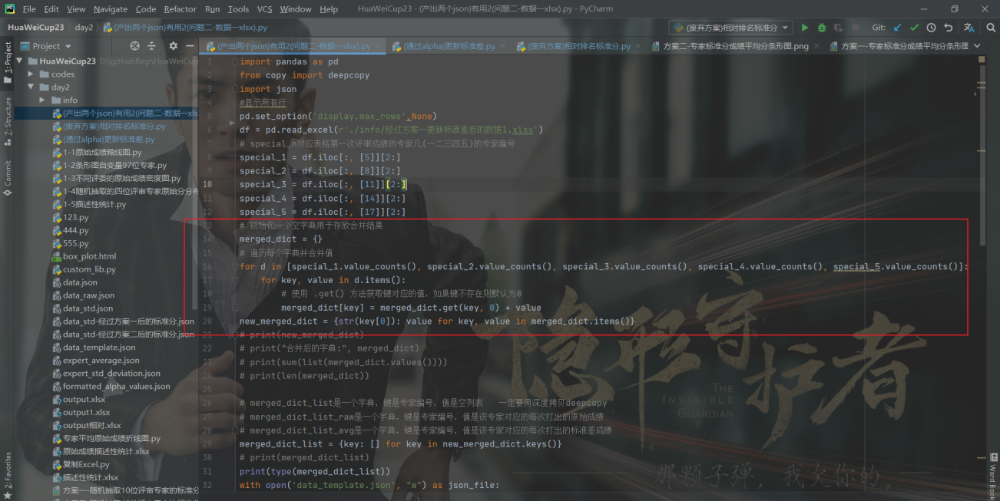 File Edit View Navigate Code Refactor Run Tools VCS Window Help HuaWeiCup23 - (产出两个json)有用2(问题二-数据一xlsx).py - PyCharm
HuaWeiCup23 day2 (产出两个json)有用2(问题二-数据一xlsx).py (废弃方案)相对排名标准分 Git:
Project
(产出两个json)有用2(问题二-数据一xlsx).py (通过alpha)更新标准差.py (废弃方案)相对排名标准分.py 方案二-专家标准分成绩平均分条形图.png 方案一-专家标准分成绩平均分条形图
1: Project
Z: Structure
Commit
2: Favorites
HuaWeiCup23 D:\githubRep\HuaWeiCup
codes
day2
info
(产出两个json)有用2(问题二-数据一xls
(废弃方案)相对排名标准分.py
(通过alpha)更新标准差.py
1-1原始成绩箱线图.py
1-2条形图自变量97位专家.py
1-3不同评委的原始成绩密度图.py
1-4随机抽取的四位评审专家原始分分布
1-5描述性统计.py
123.py
444.py
555.py
box_plot.html
custom_lib.py
data.json
data_raw.json
data_std.json
data_std-经过方案一后的标准分.json
data_std-经过方案二后的标准分.json
data_template.json
expert_average.json
expert_std_deviation.json
formatted_alpha_values.json
output.xlsx
output1.xlsx
output相对.xlsx
专家平均原始成绩折线图.py
原始成绩描述性统计.xlsx
复制Excel.py
描述性统计.xlsx
方案一-随机抽取10位评审专家的标准分
1 import pandas as pd
2 from copy import deepcopy
3 import json
4 #显示所有行
5 pd.set_option('display.max_rows',None)
6 df = pd.read_excel(r'./info/经过方案一更新标准差后的数据1.xlsx')
7 # special_n对应表格第一次评审成绩的专家几(一二三四五)的专家编号
8 special_1 = df.iloc[:, [5]][2:]
9 special_2 = df.iloc[:, [8]][2:]
10 special_3 = df.iloc[:, [11]][2:]
11 special_4 = df.iloc[:, [14]][2:]
12 special_5 = df.iloc[:, [17]][2:]
13 # 初始化一个空字典用于存放合并结果
14 merged_dict = {}
15 # 遍历每个字典并合并值
16 for d in [special_1.value_counts(), special_2.value_counts(), special_3.value_counts(), special_4.value_counts(), special_5.value_counts()]:
17 for key, value in d.items():
18 # 使用 .get() 方法获取键对应的值，如果键不存在则默认为0
19 merged_dict[key] = merged_dict.get(key, 0) + value
20 new_merged_dict = {str(key[0]): value for key, value in merged_dict.items()}
21 # print(new_merged_dict)
22 # print("合并后的字典:", merged_dict)
23 # print(sum(list(merged_dict.values())))
24 # print(len(merged_dict))
25
26 # merged_dict_list是一个字典，键是专家编号，值是空列表 一定要用深度拷贝deepcopy
27 # merged_dict_list_raw是一个字典，键是专家编号，值是该专家对应的每次打出的原始成绩
28 # merged_dict_list_avg是一个字典，键是专家编号，值是该专家对应的每次打出的标准差成绩
29 merged_dict_list = {key: [] for key in new_merged_dict.keys()}
30 # print(merged_dict_list)
31 print(type(merged_dict_list))
32 with open('data_template.json', "w") as json_file:
隐形守护者
THE
INVISIBLE
GUARDIAN
那颗子弹，我欠你的。
Word Book